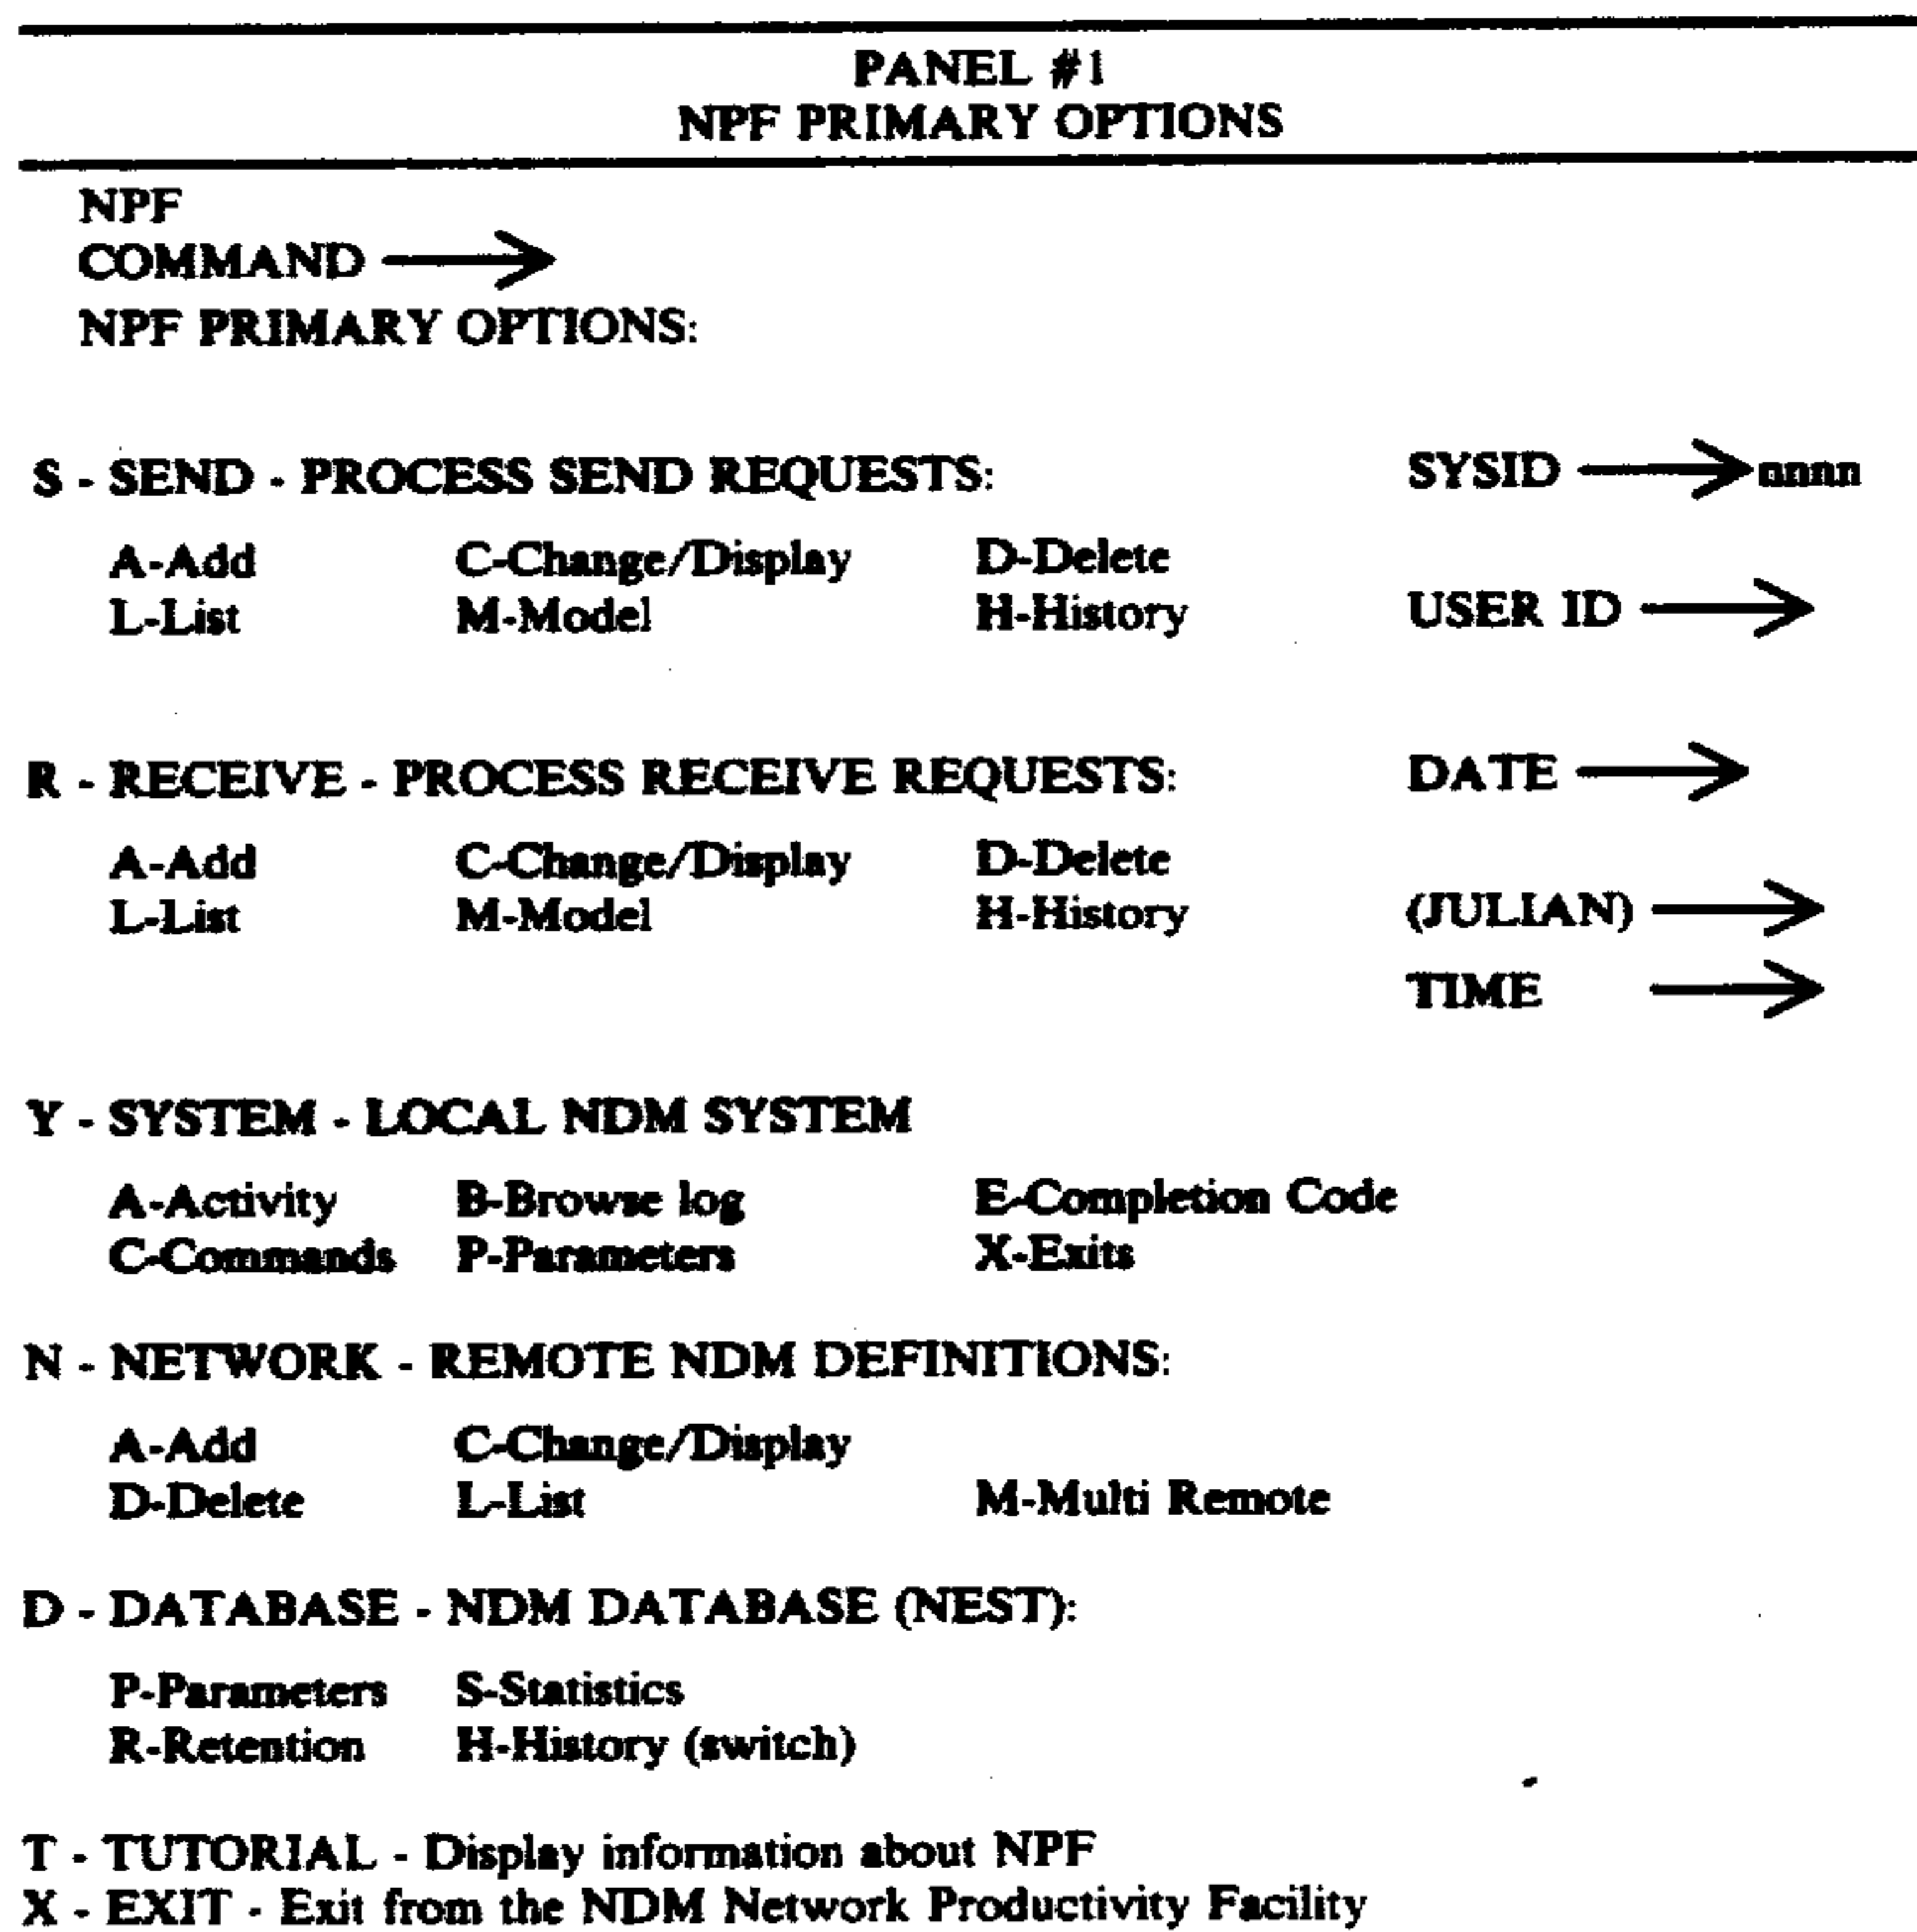 PANEL #1
NPF PRIMARY OPTIONS
NPF
COMMAND ⟶
NPF PRIMARY OPTIONS:
S - SEND - PROCESS SEND REQUESTS: SYSID ⟶ nnnn
A-Add C-Change/Display D-Delete
L-List M-Model H-History USER ID ⟶
R - RECEIVE - PROCESS RECEIVE REQUESTS: DATE ⟶
A-Add C-Change/Display D-Delete
L-List M-Model H-History (JULIAN) ⟶
TIME ⟶
Y - SYSTEM - LOCAL NDM SYSTEM
A-Activity B-Browse log E-Completion Code
C-Commands P-Parameters X-Exits
N - NETWORK - REMOTE NDM DEFINITIONS:
A-Add C-Change/Display
D-Delete L-List M-Multi Remote
D - DATABASE - NDM DATABASE (NEST):
P-Parameters S-Statistics
R-Retention H-History (switch)
T - TUTORIAL - Display information about NPF
X - EXIT - Exit from the NDM Network Productivity Facility